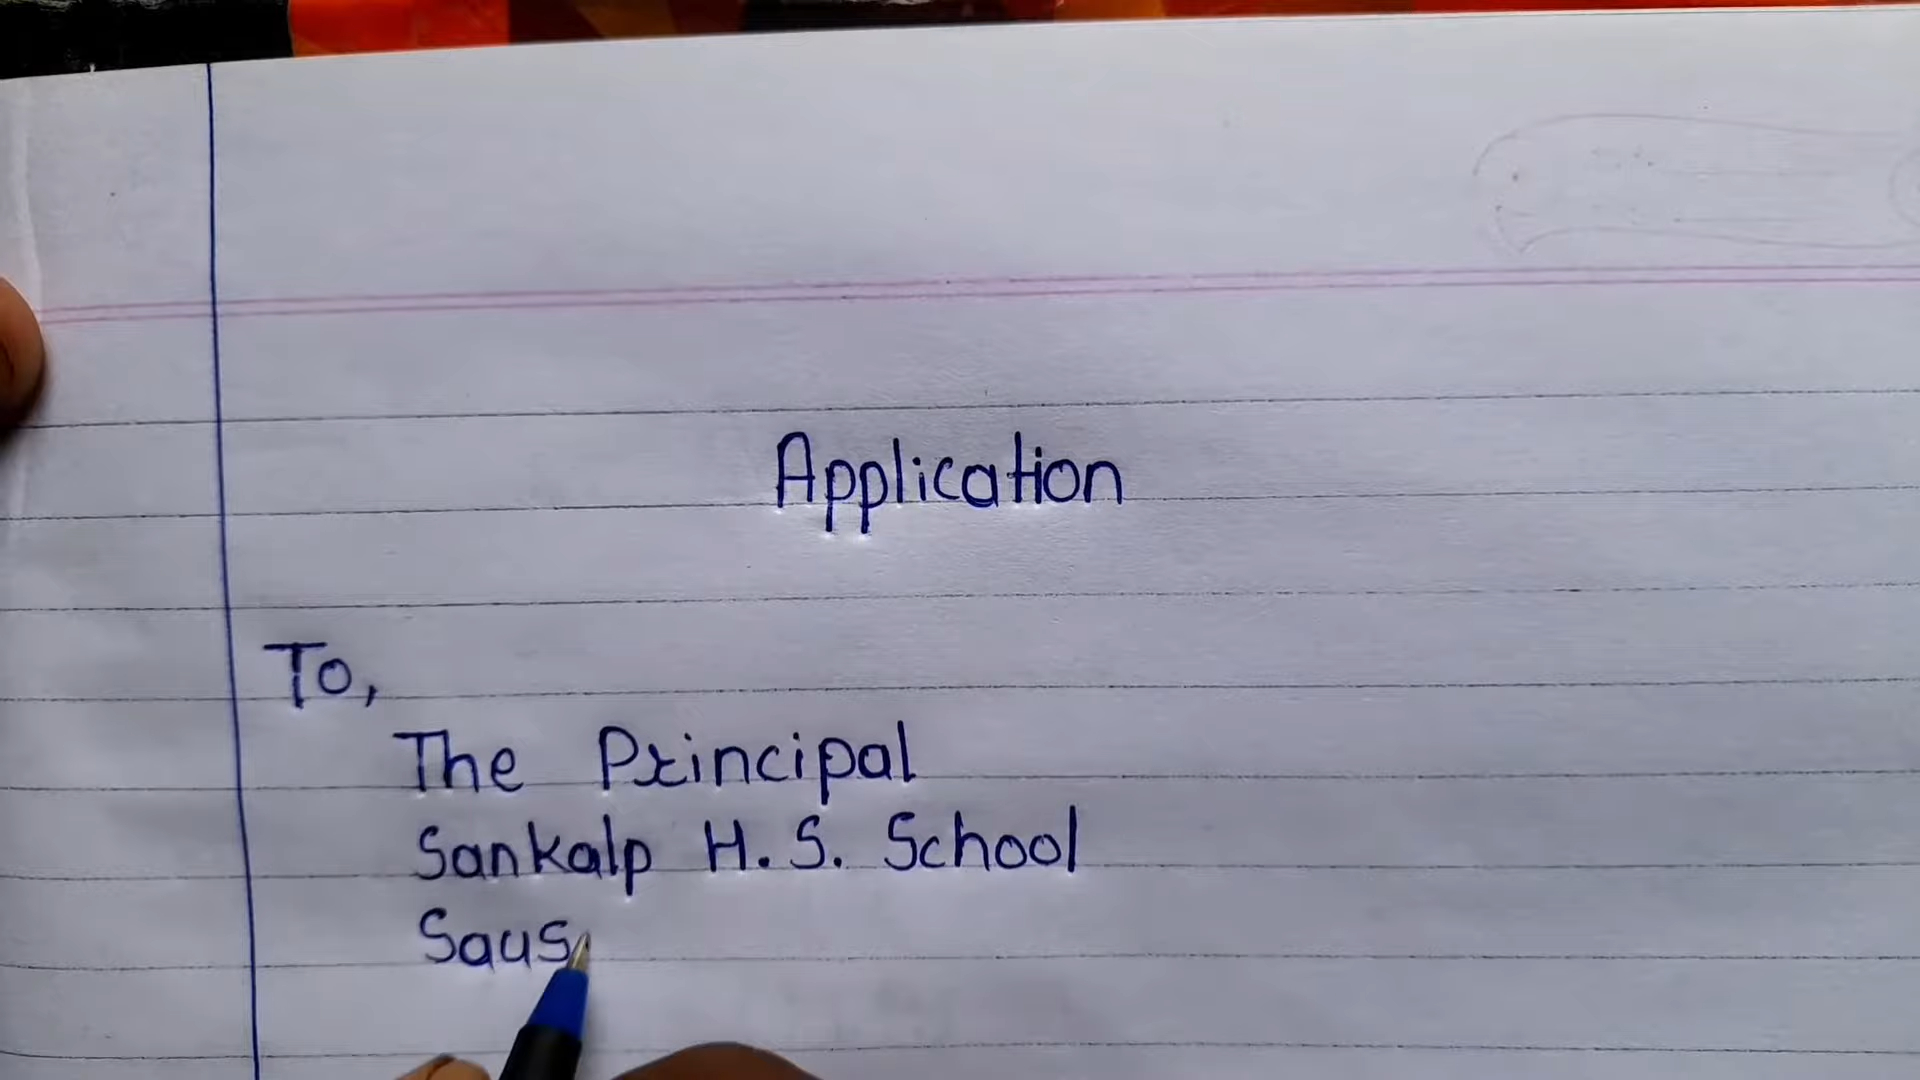 Application
To,
The Principal
Sankalp H. S. School
Saus